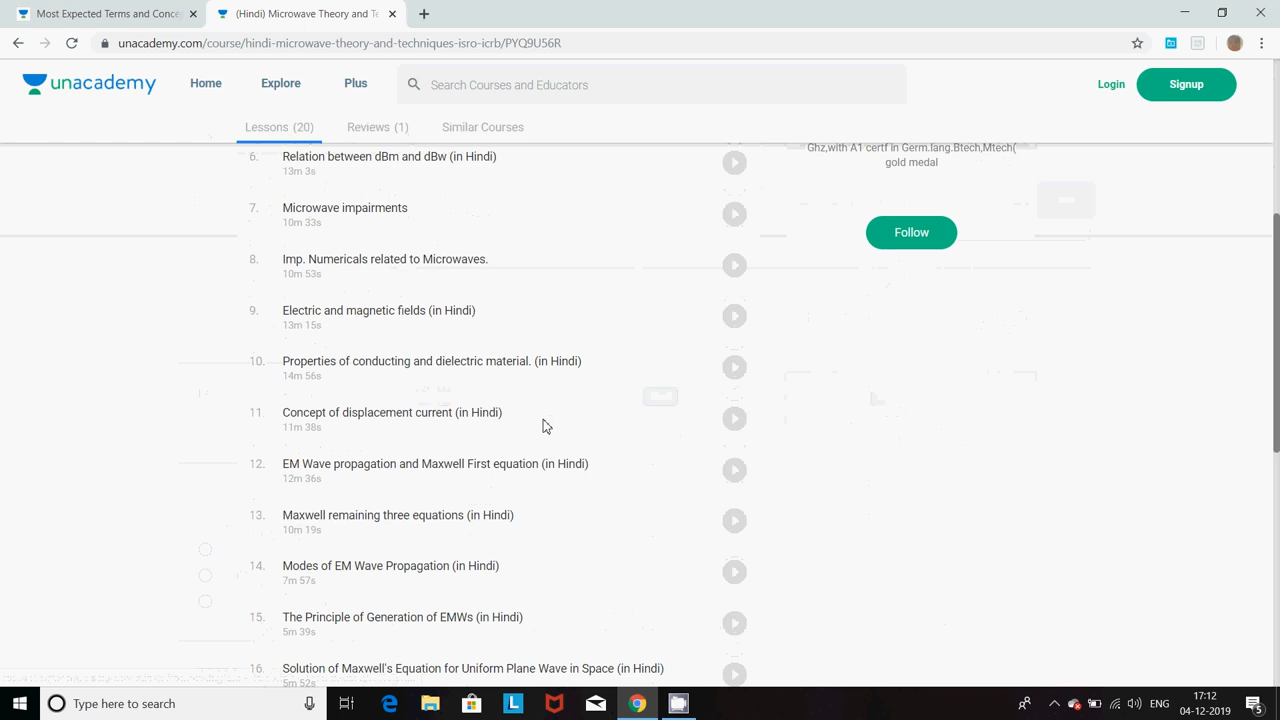 Most Expected Terms and Conce
(Hindi) Microwave Theory and Te
unacademy.com/course/hindi-microwave-theory-and-techniques-isro-icrb/PYQ9U56R
unacademy
Home
Explore
Plus
Search Courses and Educators
Login
Signup
Lessons (20)
Reviews (1)
Similar Courses
6. Relation between dBm and dBw (in Hindi)
13m 3s
Ghz,with A1 certf in Germ.lang.Btech,Mtech(
gold medal
7. Microwave impairments
10m 33s
Follow
8. Imp. Numericals related to Microwaves.
10m 53s
9. Electric and magnetic fields (in Hindi)
13m 15s
10. Properties of conducting and dielectric material. (in Hindi)
14m 56s
11. Concept of displacement current (in Hindi)
11m 38s
12. EM Wave propagation and Maxwell First equation (in Hindi)
12m 36s
13. Maxwell remaining three equations (in Hindi)
10m 19s
14. Modes of EM Wave Propagation (in Hindi)
7m 57s
15. The Principle of Generation of EMWs (in Hindi)
5m 39s
16. Solution of Maxwell's Equation for Uniform Plane Wave in Space (in Hindi)
5m 52s
Type here to search
ENG
17:12
04-12-2019
5